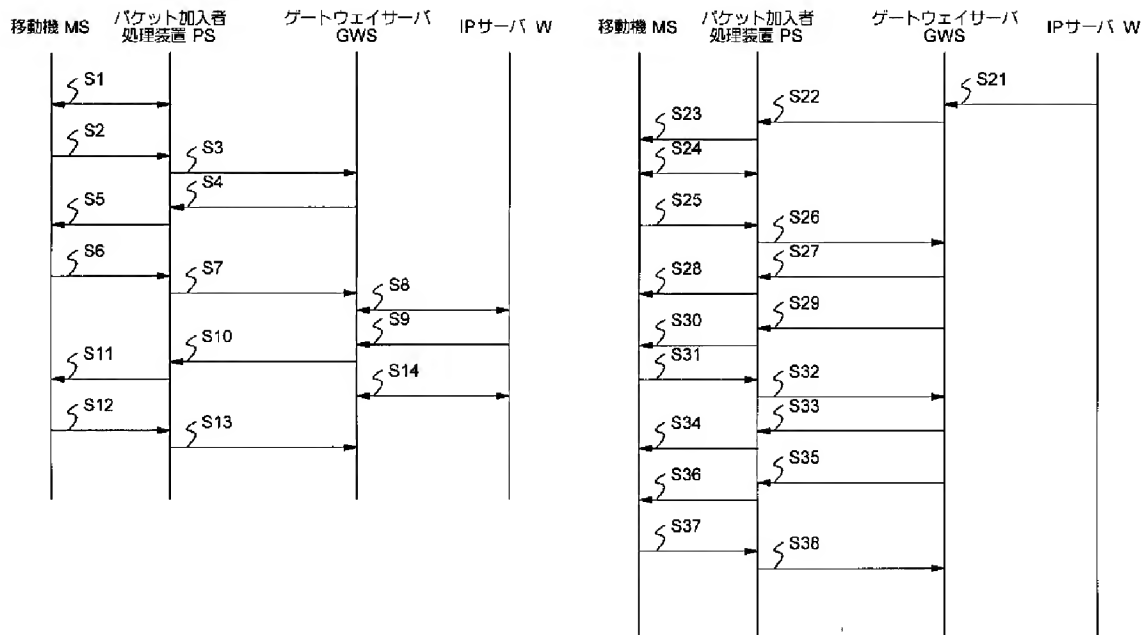 移動機 MS
パケット加入者
処理装置 PS
ゲートウェイサーバ
GWS
IPサーバ W
S1
S2
S3
S4
S5
S6
S7
S8
S9
S10
S11
S14
S12
S13
移動機 MS
パケット加入者
処理装置 PS
ゲートウェイサーバ
GWS
IPサーバ W
S21
S22
S23
S24
S25
S26
S27
S28
S29
S30
S31
S32
S33
S34
S35
S36
S37
S38